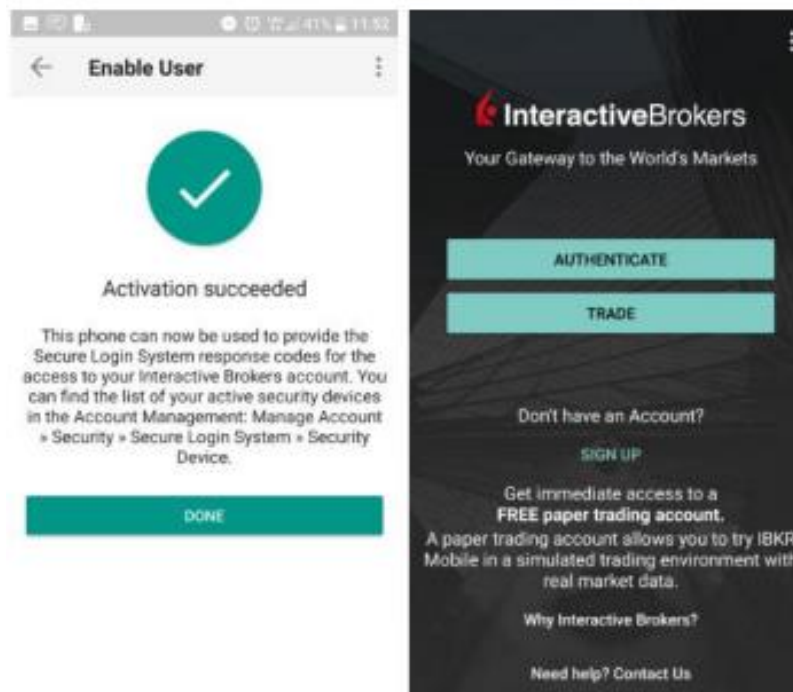 41% 11:52
Enable User
Activation succeeded
This phone can now be used to provide the
Secure Login System response codes for the
access to your Interactive Brokers account. You
can find the list of your active security devices
in the Account Management: Manage Account
» Security » Secure Login System » Security
Device.
DONE
InteractiveBrokers
Your Gateway to the World's Markets
AUTHENTICATE
TRADE
Don't have an Account?
SIGN UP
Get immediate access to a
FREE paper trading account.
A paper trading account allows you to try IBKR
Mobile in a simulated trading environment with
real market data.
Why Interactive Brokers?
Need help? Contact Us